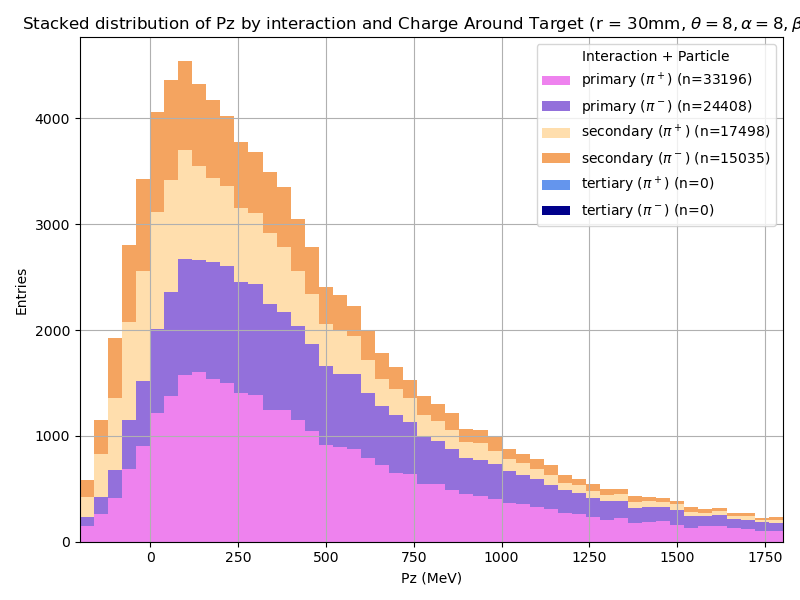 Stacked distribution of Pz by interaction and Charge Around Target (r = 30mm, θ = 8, α = 8, β
Interaction + Particle
primary (π⁺) (n=33196)
primary (π⁻) (n=24408)
secondary (π⁺) (n=17498)
secondary (π⁻) (n=15035)
tertiary (π⁺) (n=0)
tertiary (π⁻) (n=0)
Entries
4000
3000
2000
1000
0
0 250 500 750 1000 1250 1500 1750
Pz (MeV)